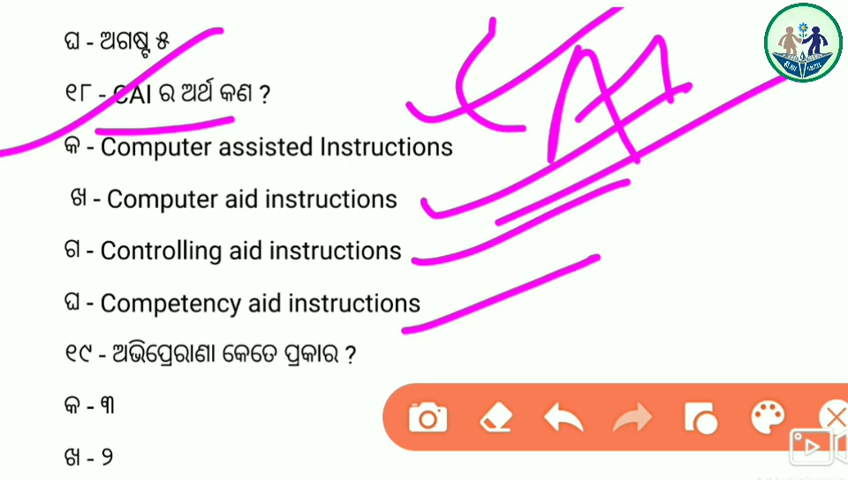 ଘ - ଅଗଷ୍ଟ ୫
୧୮ - CAI ର ଅର୍ଥ କଣ ?
କ - Computer assisted Instructions
ଖ - Computer aid instructions
ଗ - Controlling aid instructions
ଘ - Competency aid instructions
୧୯ - ଅଭିପ୍ରେରଣା କେତେ ପ୍ରକାର ?
କ - ୩
ଖ - ୨